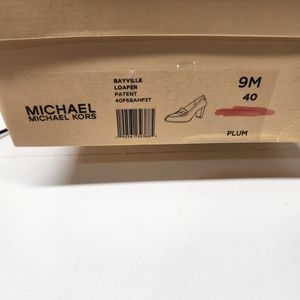 BAYVILLE
LOAFER
PATENT
40F6BAHP3T
MICHAEL
MICHAEL KORS
9M
40
PLUM